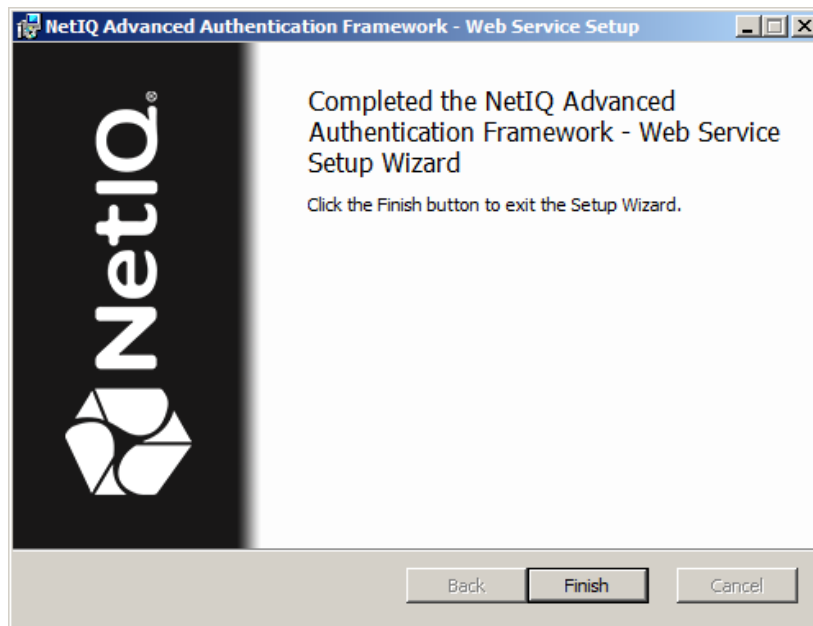 NetIQ Advanced Authentication Framework - Web Service Setup
NetIQ®
Completed the NetIQ Advanced
Authentication Framework - Web Service
Setup Wizard
Click the Finish button to exit the Setup Wizard.
Back
Finish
Cancel